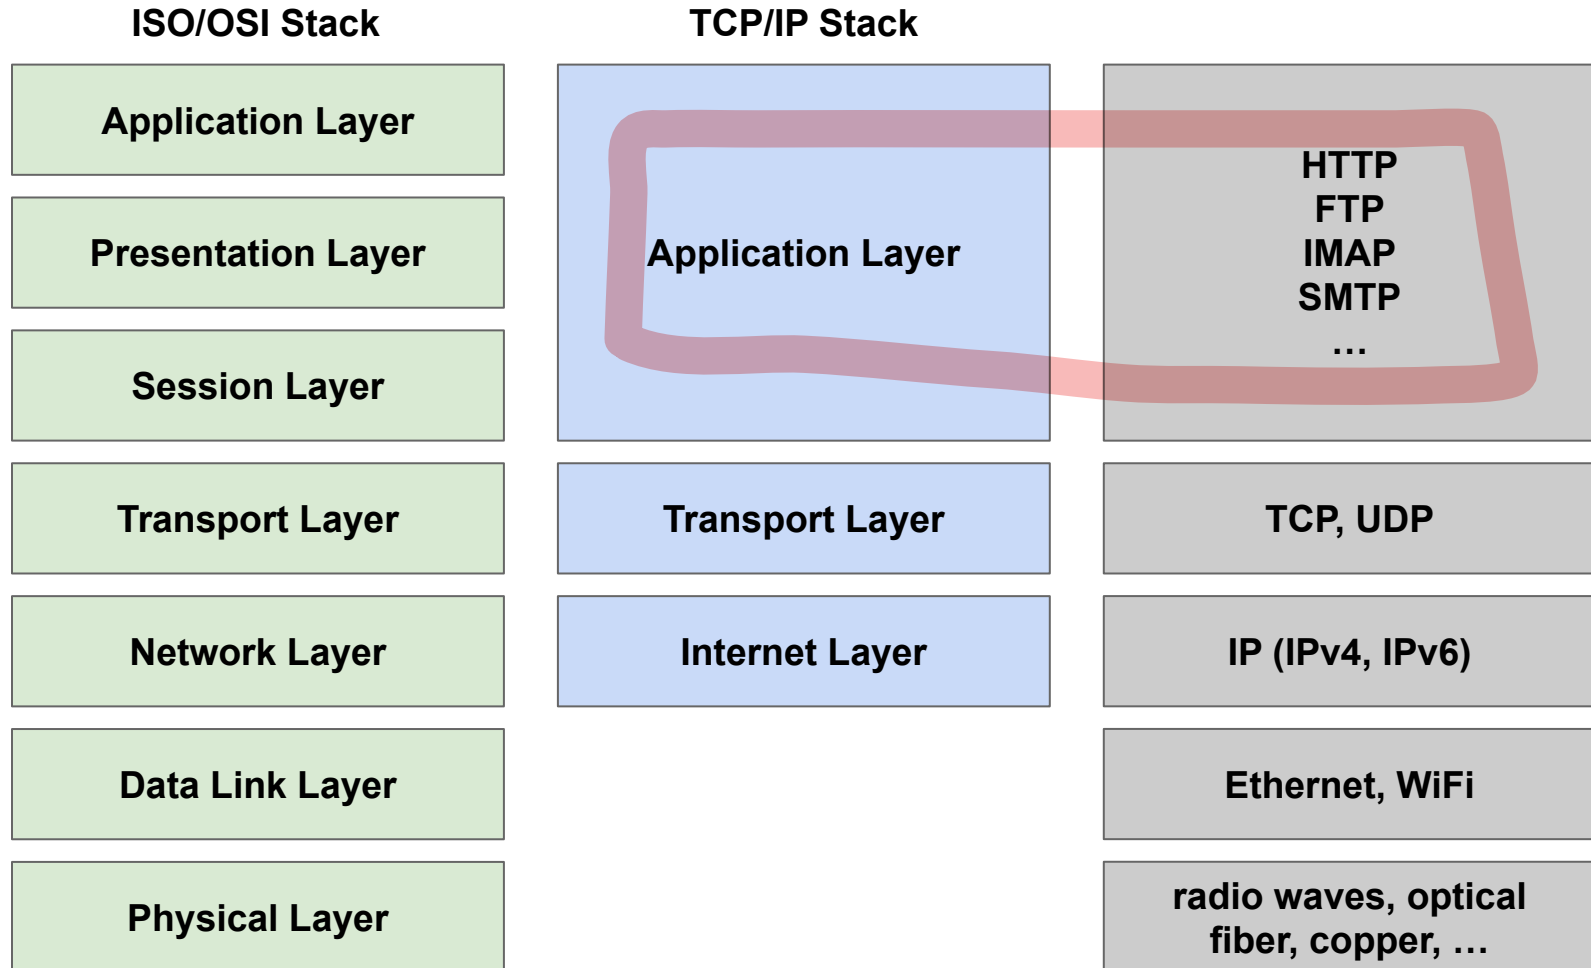 ISO/OSI Stack
TCP/IP Stack
Application Layer
Presentation Layer
Session Layer
Application Layer
HTTP
FTP
IMAP
SMTP
…
Transport Layer
Transport Layer
TCP, UDP
Network Layer
Internet Layer
IP (IPv4, IPv6)
Data Link Layer
Ethernet, WiFi
Physical Layer
radio waves, optical
fiber, copper, …